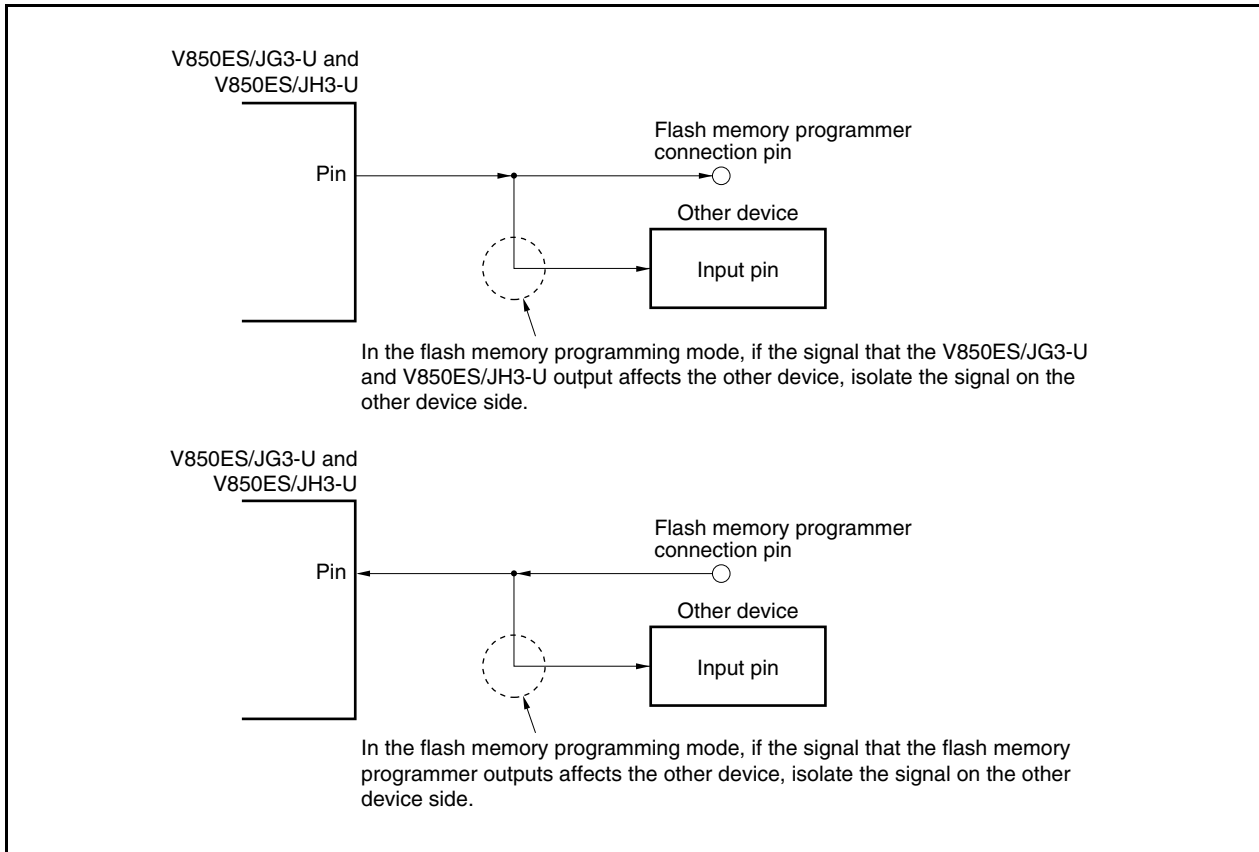 V850ES/JG3-U and
V850ES/JH3-U
Flash memory programmer
connection pin
Pin
Other device
Input pin
In the flash memory programming mode, if the signal that the V850ES/JG3-U
and V850ES/JH3-U output affects the other device, isolate the signal on the
other device side.
V850ES/JG3-U and
V850ES/JH3-U
Flash memory programmer
connection pin
Pin
Other device
Input pin
In the flash memory programming mode, if the signal that the flash memory
programmer outputs affects the other device, isolate the signal on the other
device side.